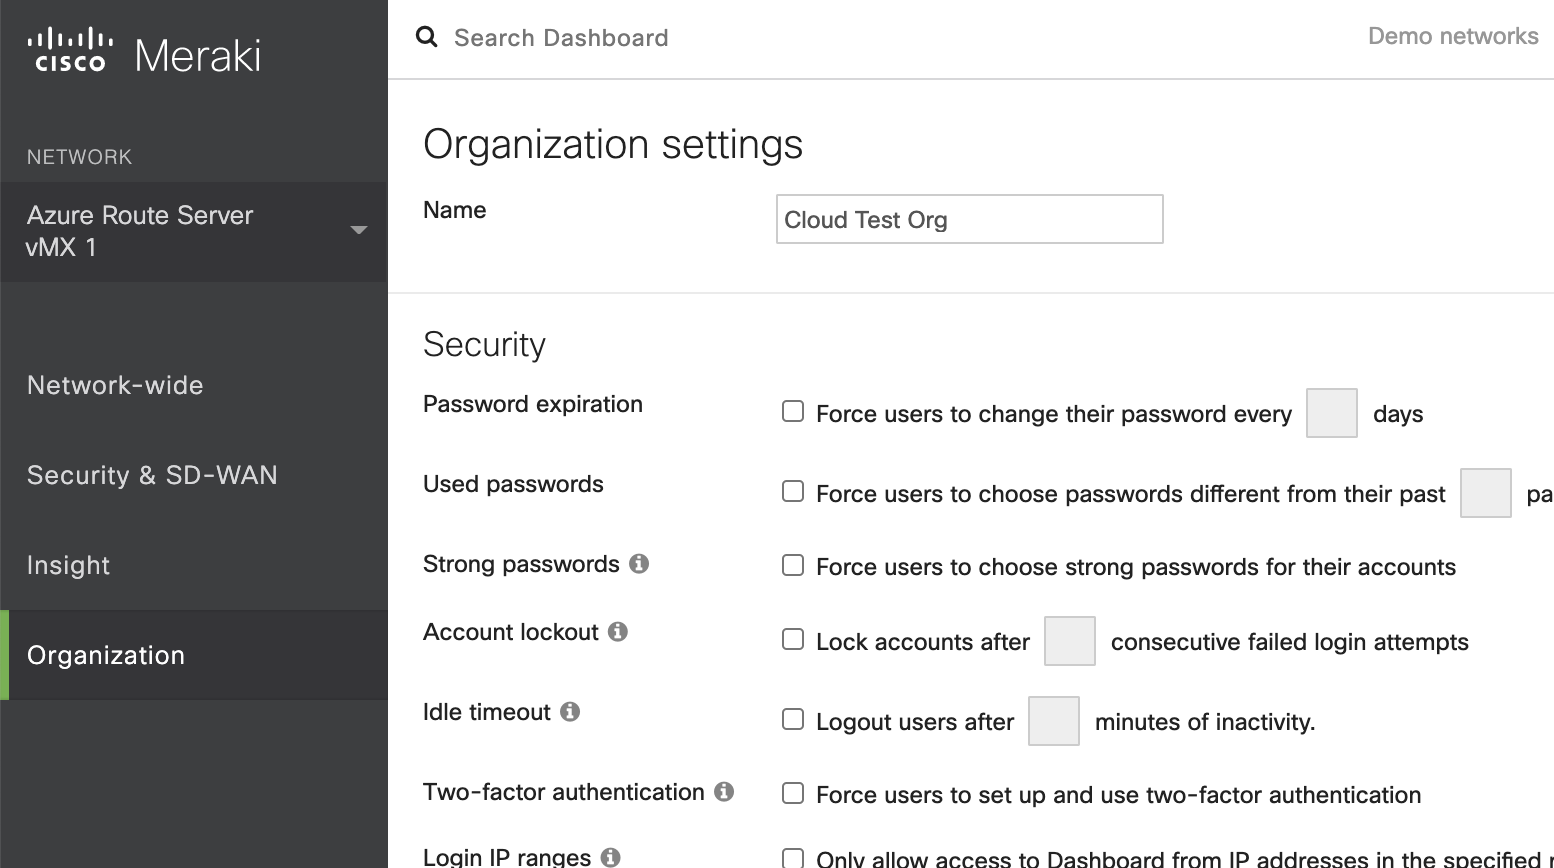 cisco Meraki
Search Dashboard
Demo networks
NETWORK
Azure Route Server
vMX 1
Network-wide
Security & SD-WAN
Insight
Organization
Organization settings
Name
Cloud Test Org
Security
Password expiration
Force users to change their password every days
Used passwords
Force users to choose passwords different from their past pa
Strong passwords
Force users to choose strong passwords for their accounts
Account lockout
Lock accounts after consecutive failed login attempts
Idle timeout
Logout users after minutes of inactivity.
Two-factor authentication
Force users to set up and use two-factor authentication
Login IP ranges
Only allow access to Dashboard from IP addresses in the specified